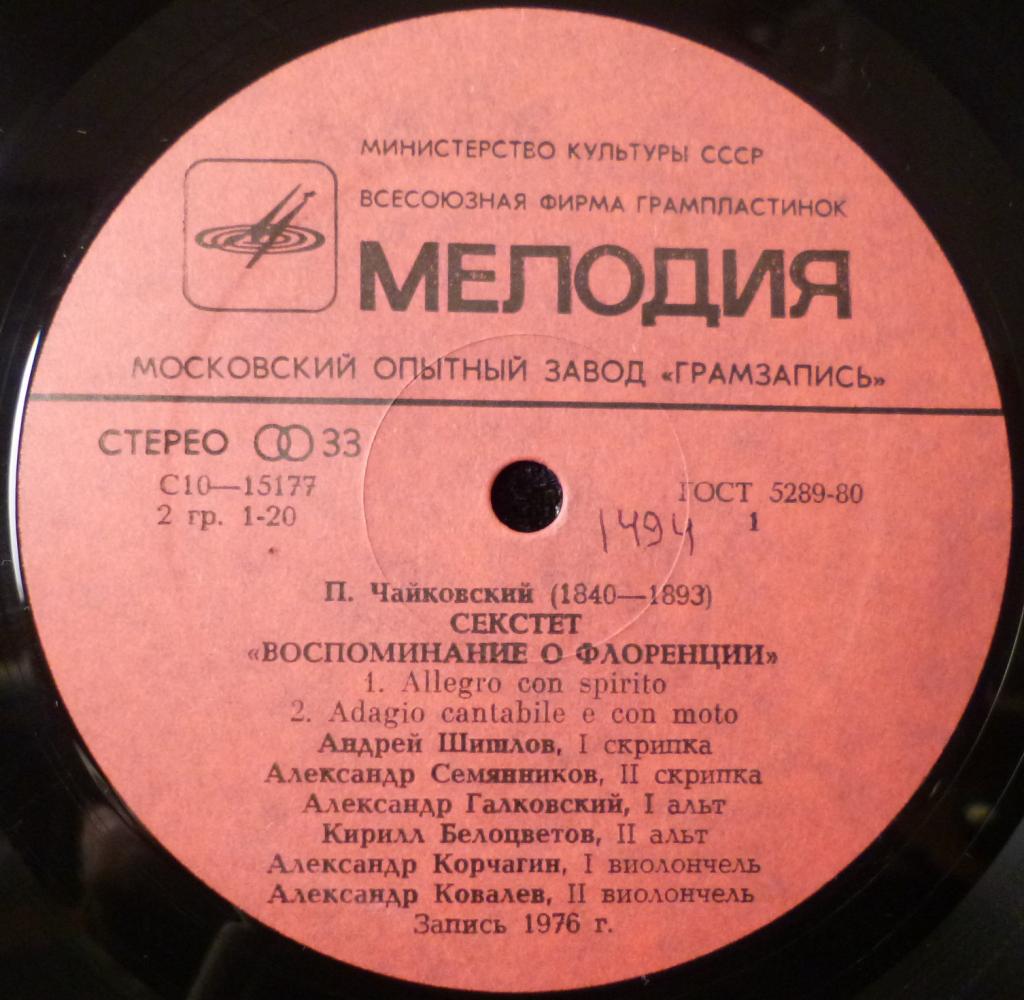 МИНИСТЕРСТВО КУЛЬТУРЫ СССР
ВСЕСОЮЗНАЯ ФИРМА ГРАМПЛАСТИНОК
МЕЛОДИЯ
МОСКОВСКИЙ ОПЫТНЫЙ ЗАВОД «ГРАМЗАПИСЬ»
СТЕРЕО 33
С10—15177
2 гр. 1-20
ГОСТ 5289-80
1
1494
П. Чайковский (1840—1893)
СЕКСТЕТ
«ВОСПОМИНАНИЕ О ФЛОРЕНЦИИ»
1. Allegro con spirito
2. Adagio cantabile e con moto
Андрей Шишлов, I скрипка
Александр Семянников, II скрипка
Александр Галковский, I альт
Кирилл Белоцветов, II альт
Александр Корчагин, I виолончель
Александр Ковалев, II виолончель
Запись 1976 г.